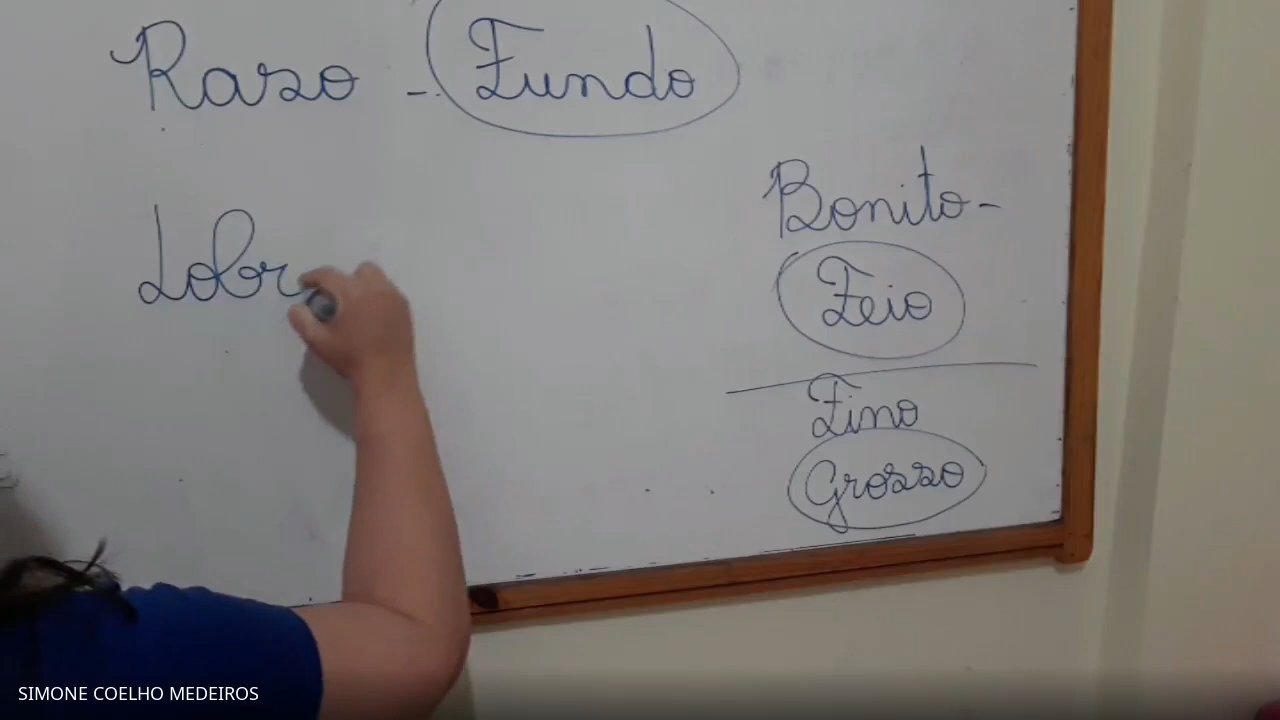 Raso - Fundo
Bonito -
Feio
Fino
Grosso
SIMONE COELHO MEDEIROS